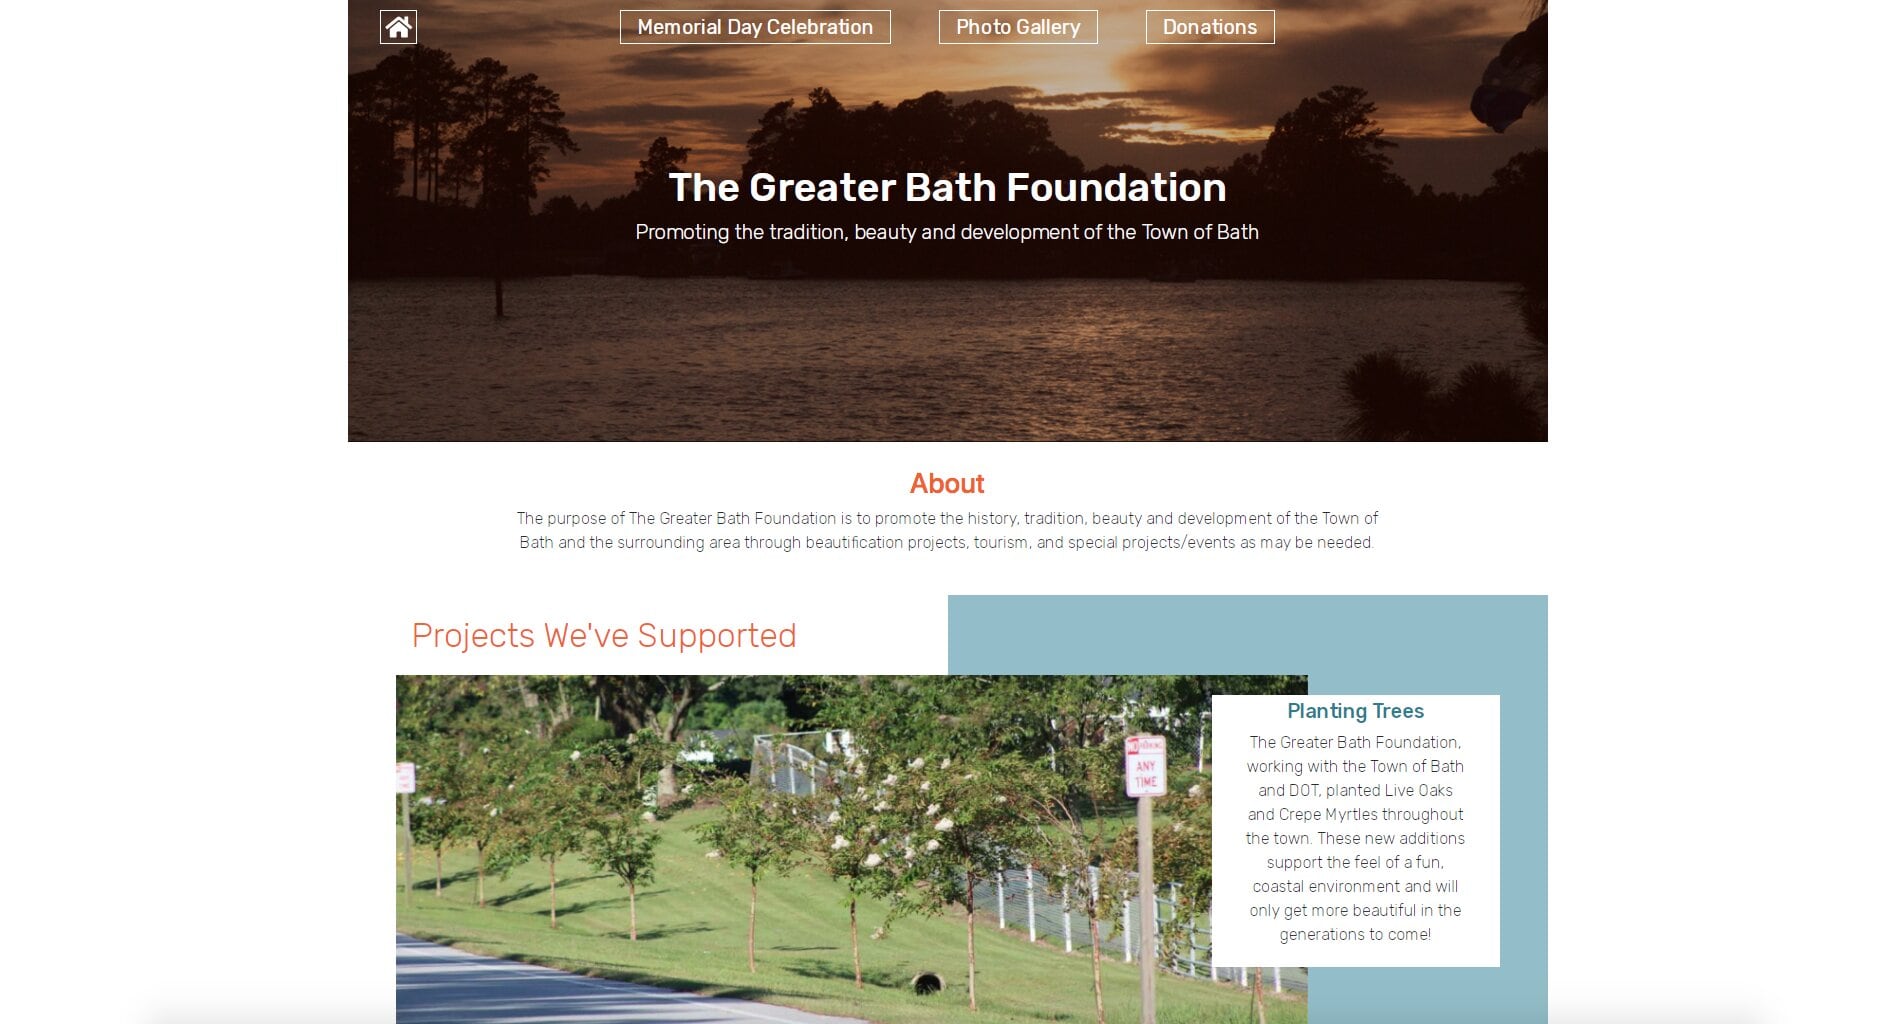 Memorial Day Celebration
Photo Gallery
Donations
The Greater Bath Foundation
Promoting the tradition, beauty and development of the Town of Bath
About
The purpose of The Greater Bath Foundation is to promote the history, tradition, beauty and development of the Town of
Bath and the surrounding area through beautification projects, tourism, and special projects/events as may be needed.
Projects We've Supported
Planting Trees
The Greater Bath Foundation,
working with the Town of Bath
and DOT, planted Live Oaks
and Crepe Myrtles throughout
the town. These new additions
support the feel of a fun,
coastal environment and will
only get more beautiful in the
generations to come!
NO PARKING
ANY
TIME